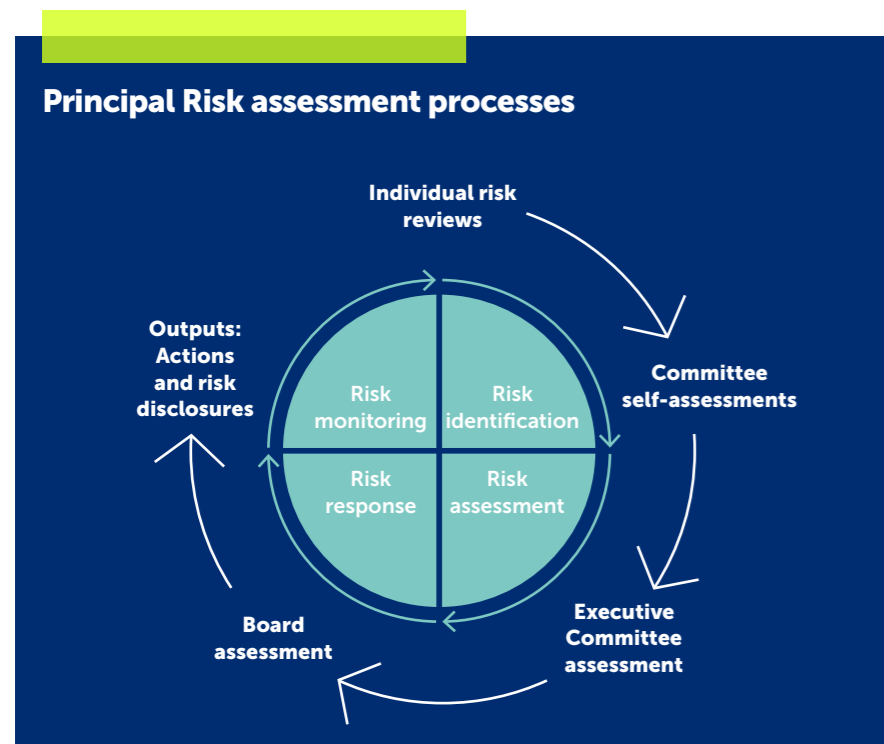 Principal Risk assessment processes
Individual risk
reviews
Committee
self-assessments
Executive
Committee
assessment
Board
assessment
Outputs:
Actions
and risk
disclosures
Risk
monitoring
Risk
identification
Risk
response
Risk
assessment